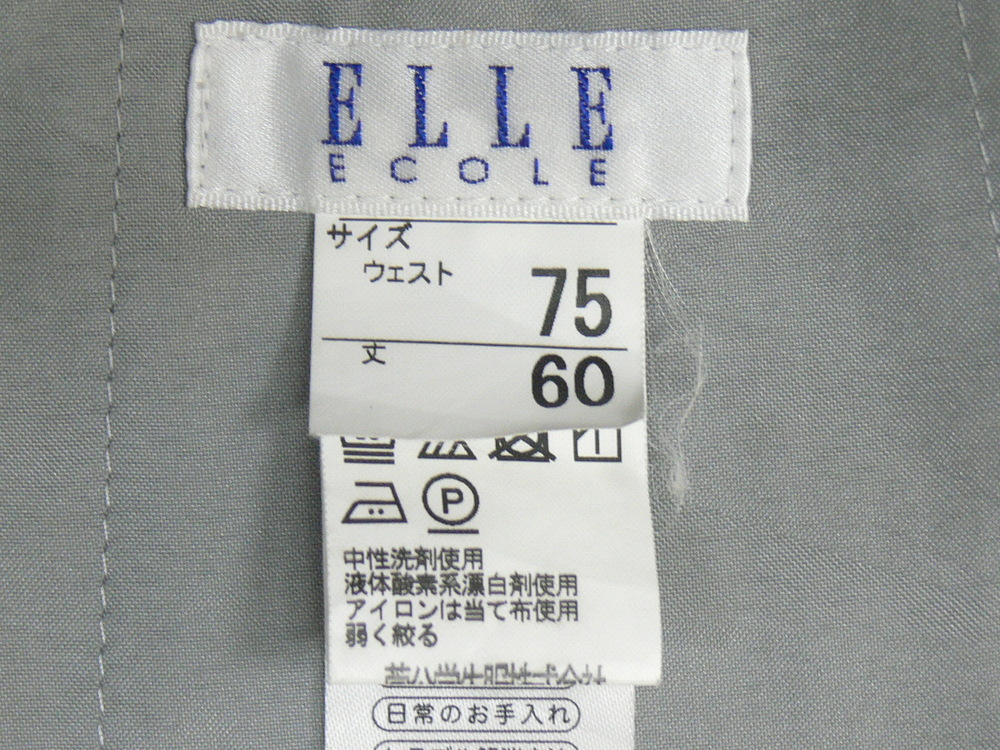 ELLE
ECOLE
サイズ
ウェスト 75
丈 60
P
中性洗剤使用
液体酸素系漂白剤使用
アイロンは当て布使用
弱く絞る
日常のお手入れ